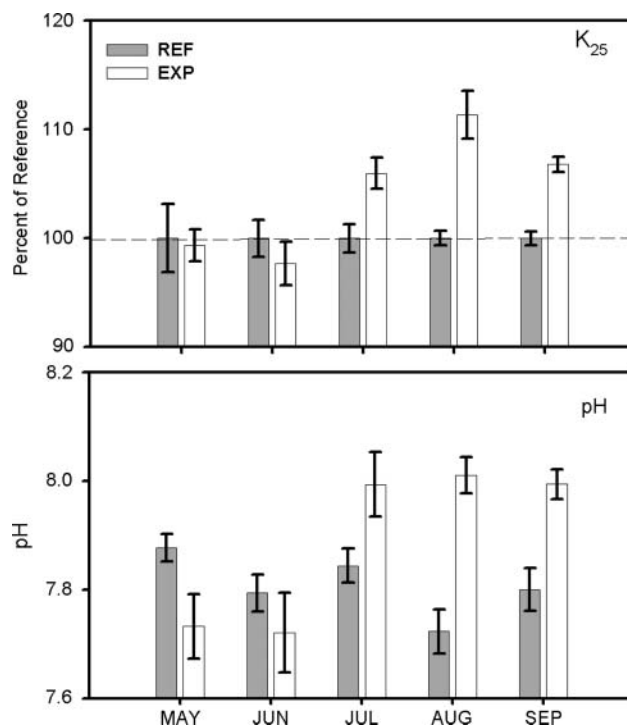 120
REF
EXP
K25
110
Percent of Reference
100
90
8.2
pH
8.0
pH
7.8
7.6
MAY JUN JUL AUG SEP